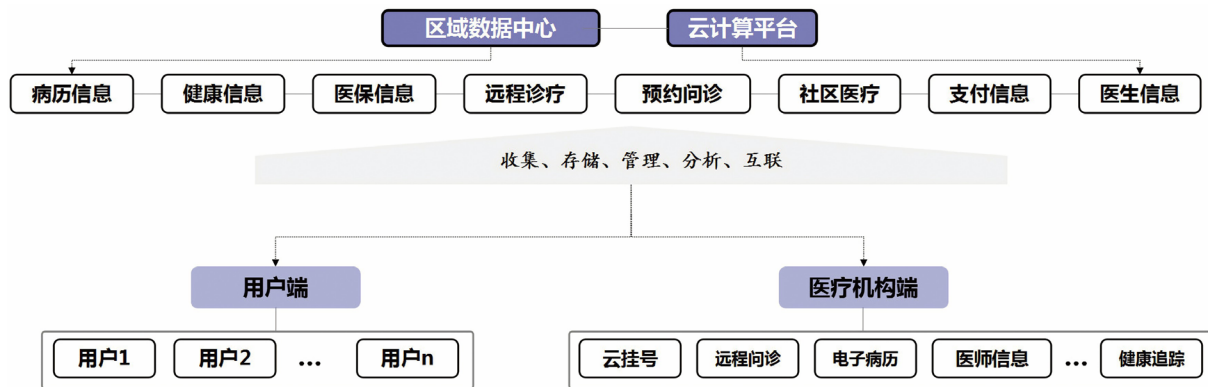 区域数据中心 云计算平台
病历信息 健康信息 医保信息 远程诊疗 预约问诊 社区医疗 支付信息 医生信息
收集、存储、管理、分析、互联
用户端 医疗机构端
用户1 用户2 ... 用户n 云挂号 远程问诊 电子病历 医师信息 ... 健康追踪